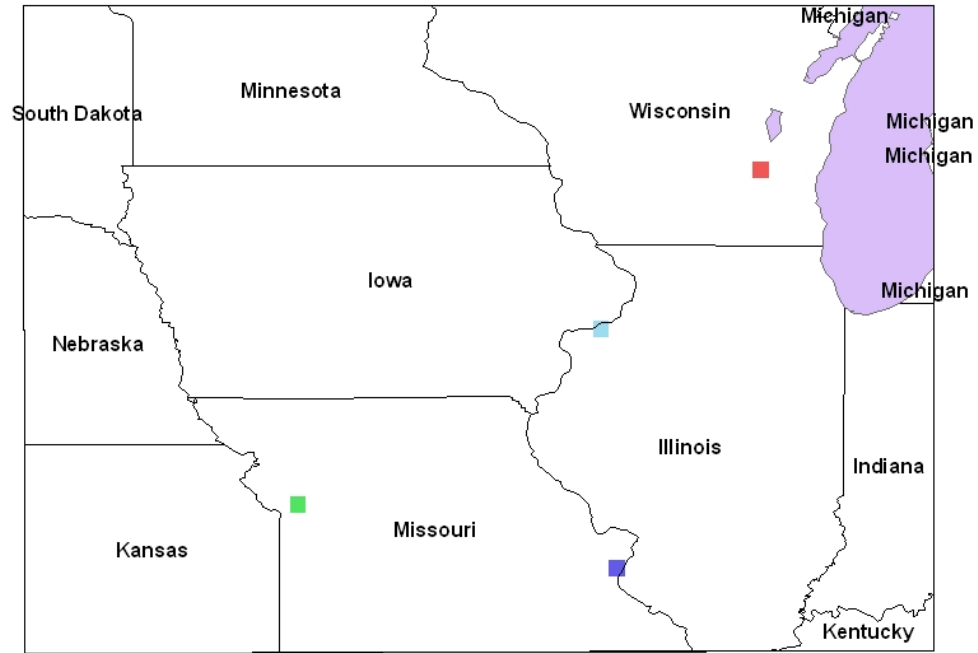 Michigan
Minnesota
South Dakota
Wisconsin
Michigan
Michigan
Iowa
Michigan
Nebraska
Illinois
Indiana
Missouri
Kansas
Kentucky